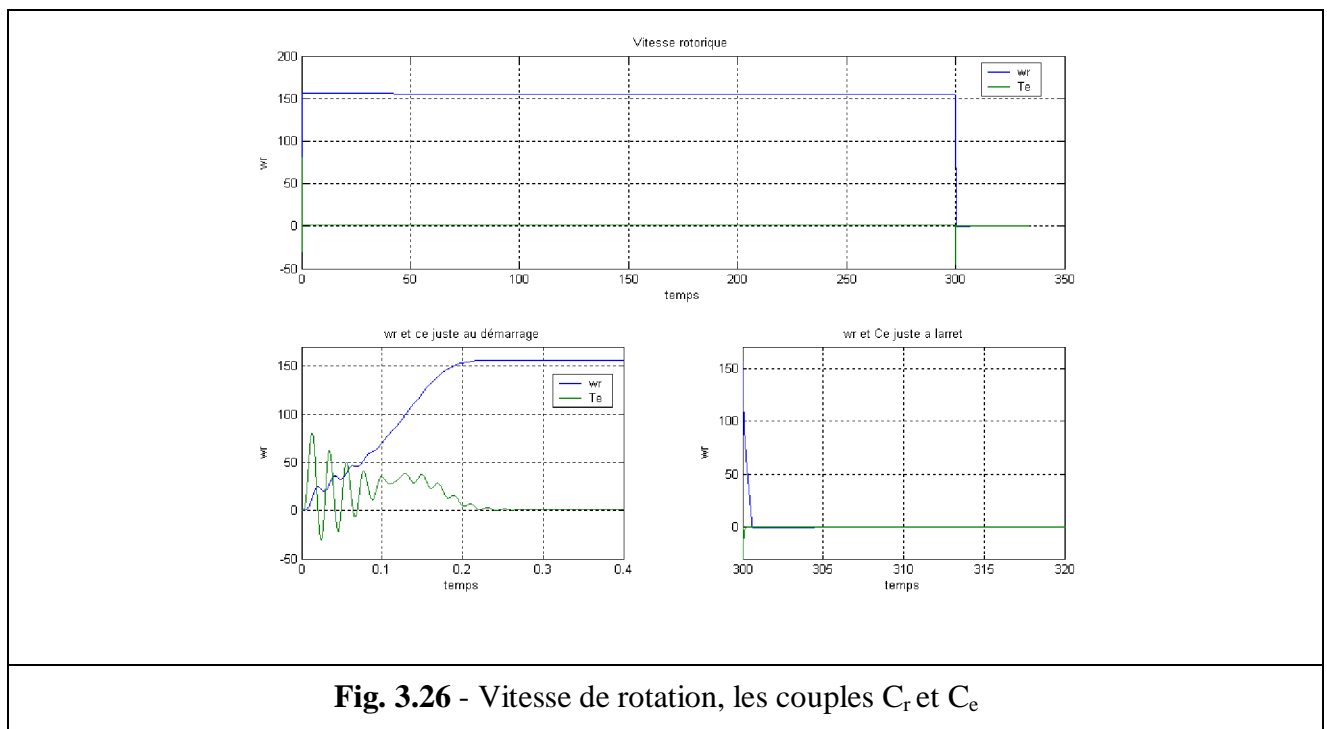 Vitesse rotorique
200
150
100
50
0
-50
wr
wr
Te
0 50 100 150 200 250 300 350
temps
wr et ce juste au démarrage
150
100
50
0
-50
wr
wr
Te
0 0.1 0.2 0.3 0.4
temps
wr et Ce juste a larret
150
100
50
0
wr
300 305 310 315 320
temps
Fig. 3.26 - Vitesse de rotation, les couples Cr et Ce